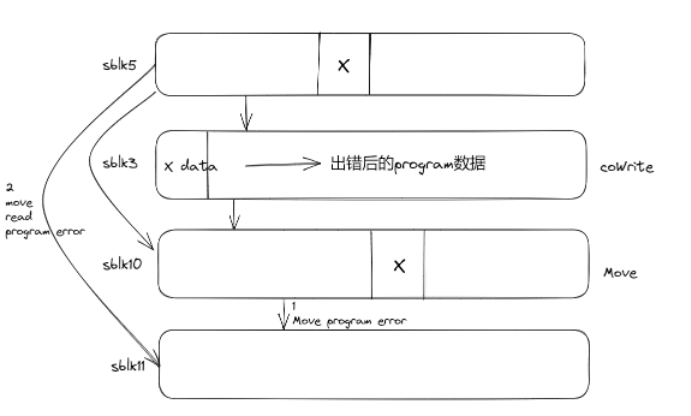 sblk5
X
sblk3
x data
出错后的program数据
coWrite
2
move
read
program error
sblk10
X
Move
1
Move program error
sblk11